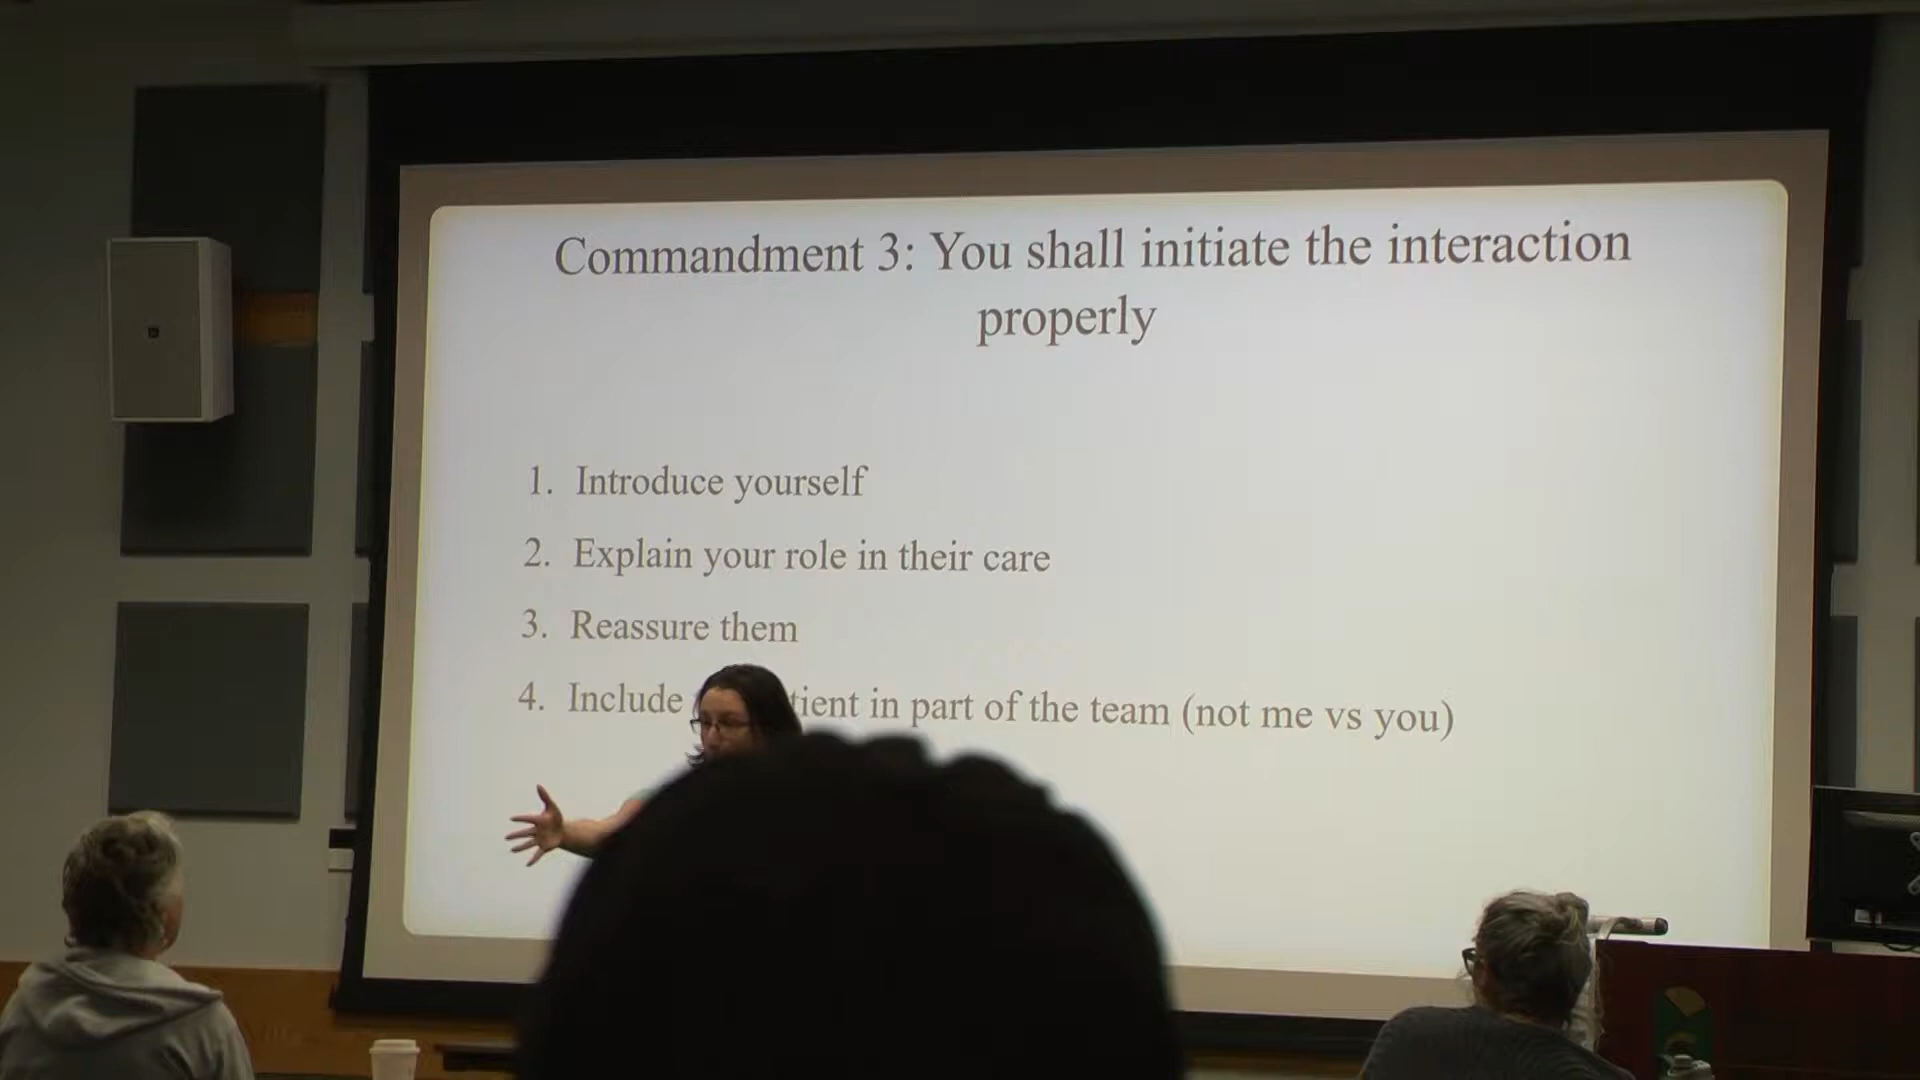 Commandment 3: You shall initiate the interaction
properly
1. Introduce yourself
2. Explain your role in their care
3. Reassure them
4. Include tient in part of the team (not me vs you)